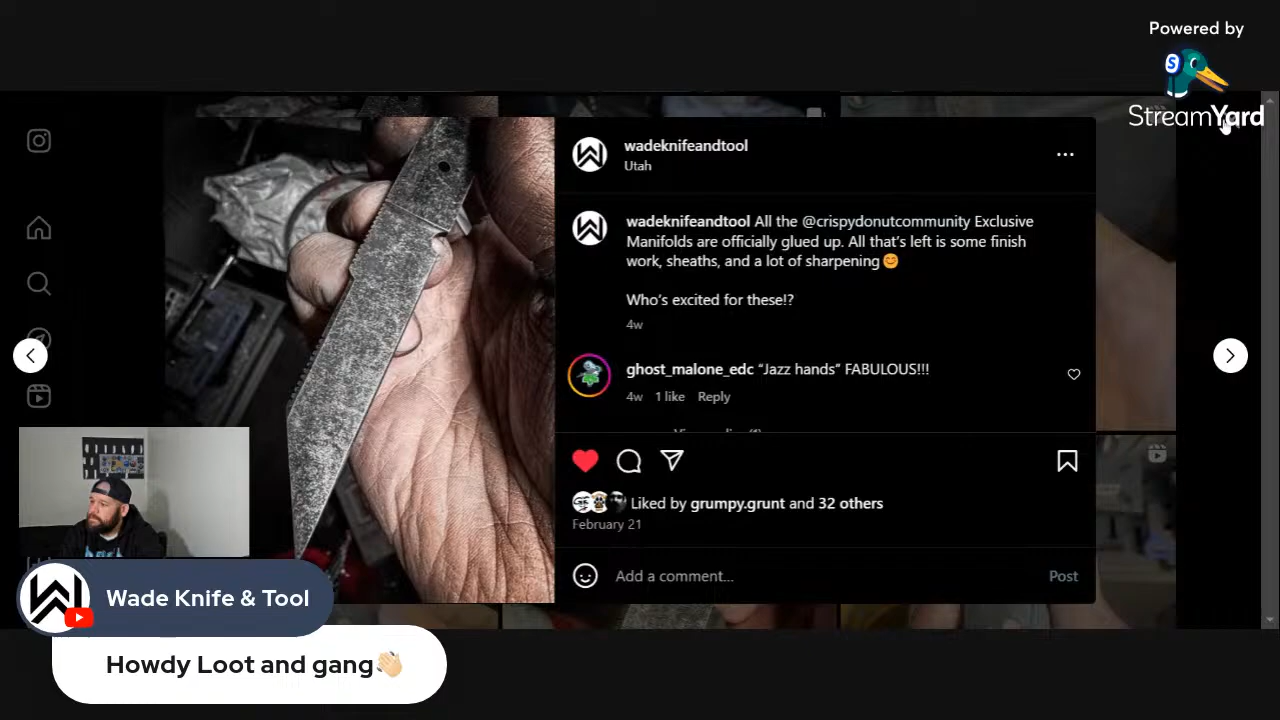 Powered by
StreamYard
wadeknifeandtool
Utah
wadeknifeandtool All the @crispydonutcommunity Exclusive
Manifolds are officially glued up. All that's left is some finish
work, sheaths, and a lot of sharpening😊
Who's excited for these!?
4w
ghost_malone_edc “Jazz hands” FABULOUS!!!
4w 1 like Reply
Liked by grumpy.grunt and 32 others
February 21
Add a comment...
Post
Wade Knife & Tool
Howdy Loot and gang👋🏻